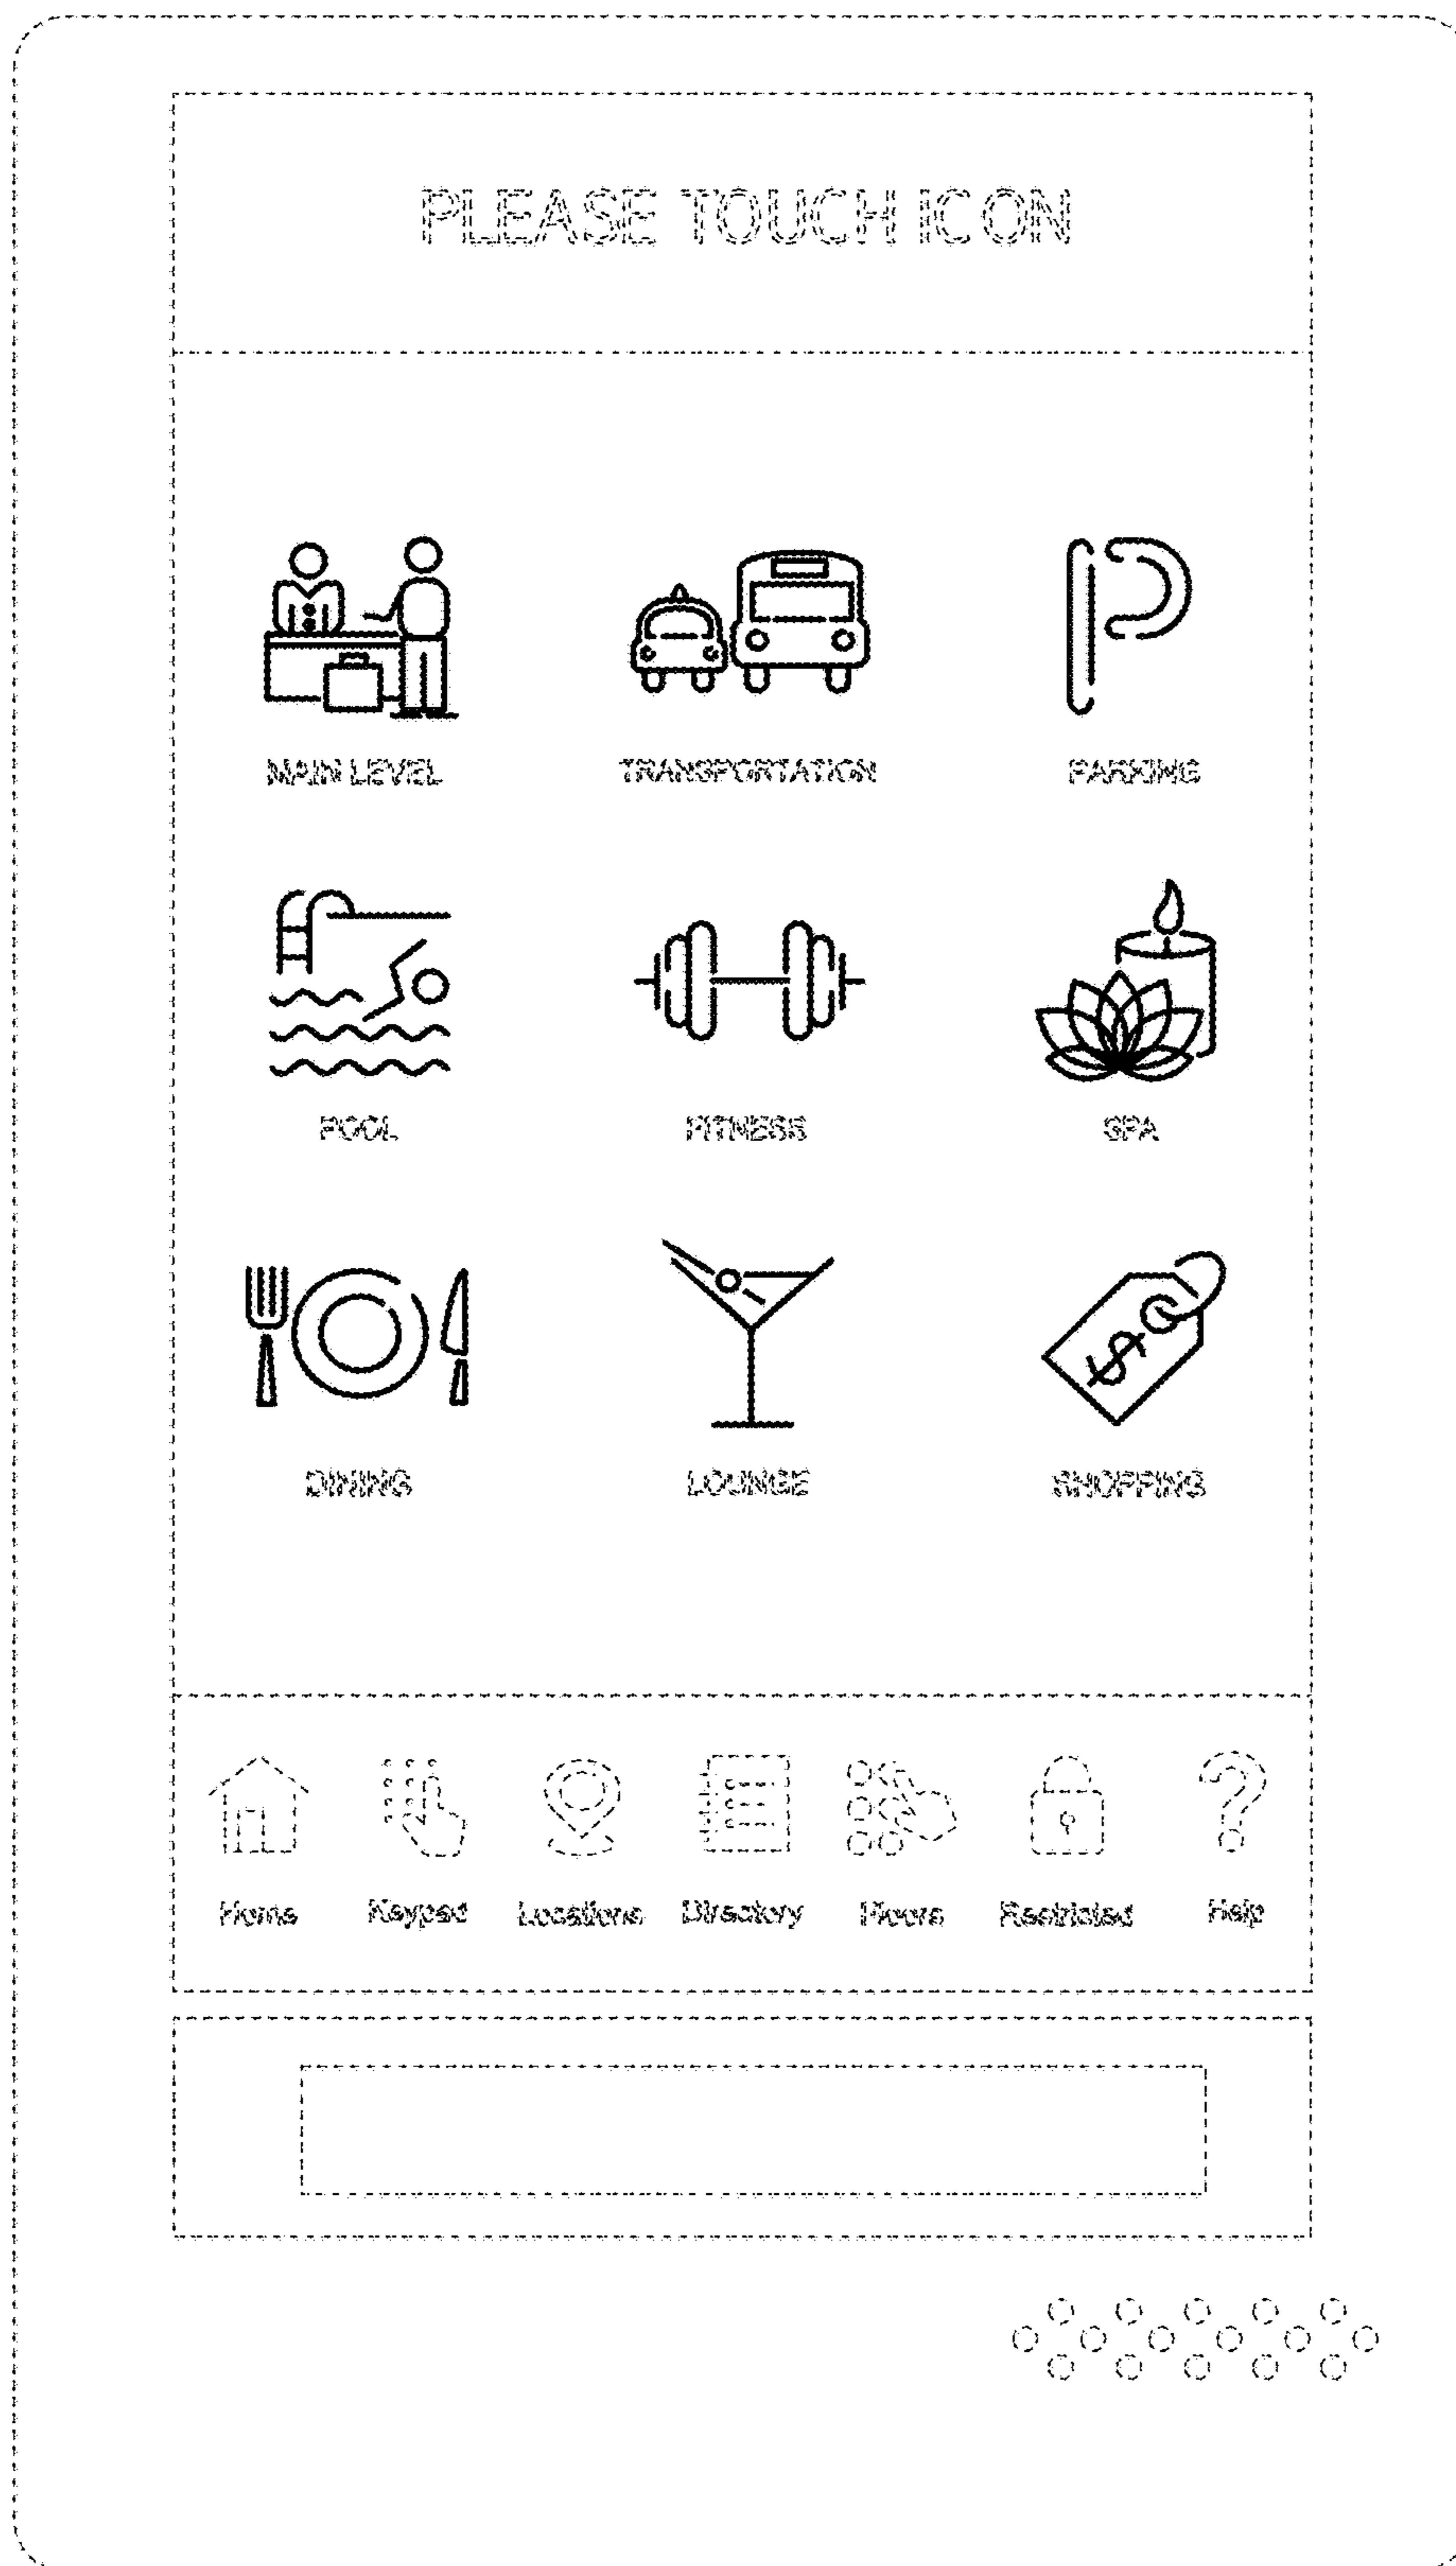 PLEASE TOUCH ICON
MAIN LEVEL TRANSPORTATION PARKING
POOL FITNESS SPA
DINING LOUNGE SHOPPING
Home Keypad Locations Directory Floors Restricted Help